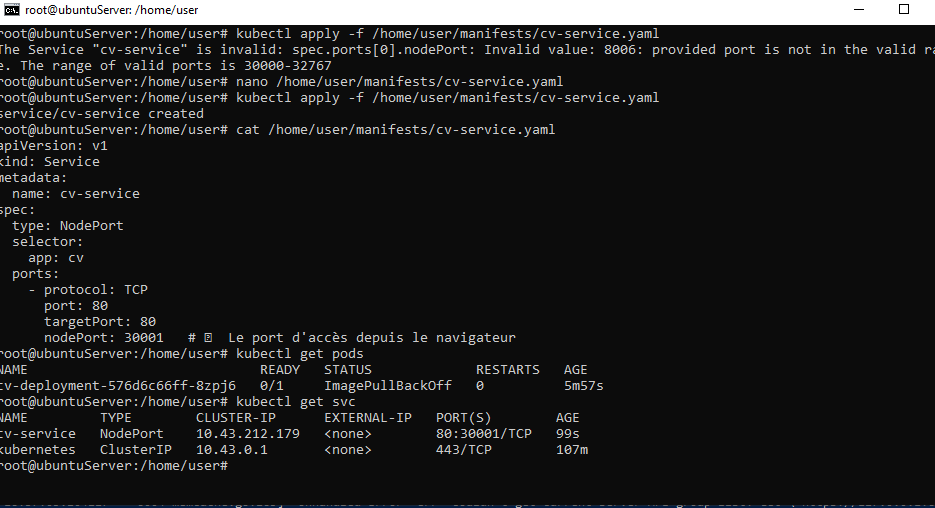 root@ubuntuServer: /home/user
root@ubuntuServer:/home/user# kubectl apply -f /home/user/manifests/cv-service.yaml
The Service "cv-service" is invalid: spec.ports[0].nodePort: Invalid value: 8006: provided port is not in the valid ra
e. The range of valid ports is 30000-32767
root@ubuntuServer:/home/user# nano /home/user/manifests/cv-service.yaml
root@ubuntuServer:/home/user# kubectl apply -f /home/user/manifests/cv-service.yaml
service/cv-service created
root@ubuntuServer:/home/user# cat /home/user/manifests/cv-service.yaml
apiVersion: v1
kind: Service
metadata:
  name: cv-service
spec:
  type: NodePort
  selector:
    app: cv
  ports:
    - protocol: TCP
      port: 80
      targetPort: 80
      nodePort: 30001   # Le port d'accès depuis le navigateur
root@ubuntuServer:/home/user# kubectl get pods
NAME                             READY   STATUS             RESTARTS   AGE
cv-deployment-576d6c66ff-8zpj6   0/1     ImagePullBackOff   0          5m57s
root@ubuntuServer:/home/user# kubectl get svc
NAME         TYPE        CLUSTER-IP      EXTERNAL-IP   PORT(S)        AGE
cv-service   NodePort    10.43.212.179   <none>        80:30001/TCP   99s
kubernetes   ClusterIP   10.43.0.1       <none>        443/TCP        107m
root@ubuntuServer:/home/user#